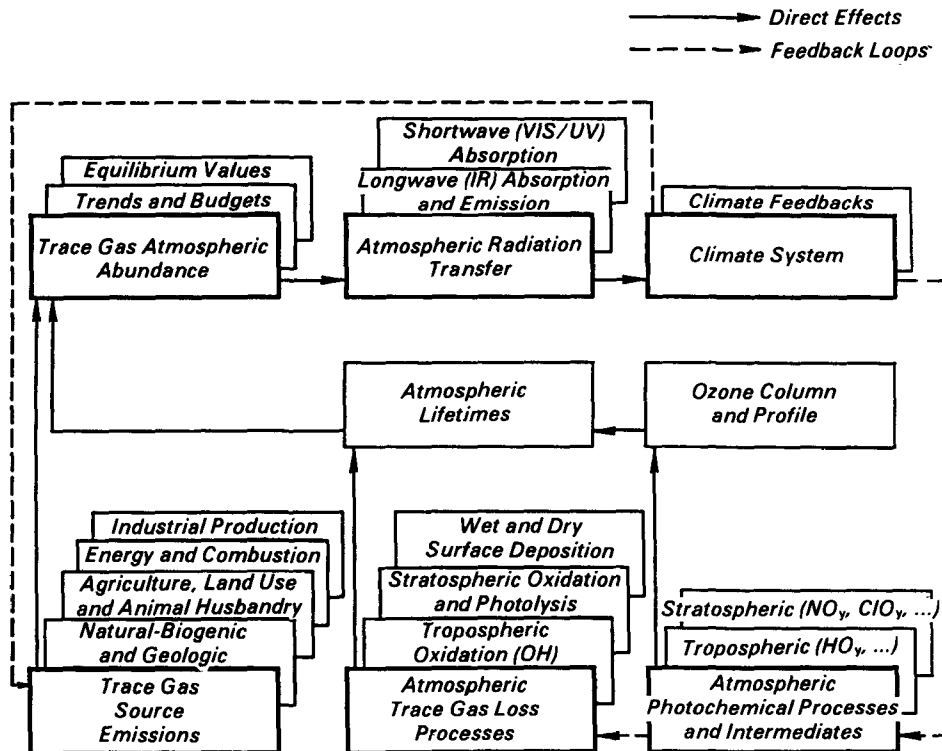 Direct Effects
Feedback Loops
Shortwave (VIS/UV)
Absorption
Equilibrium Values
Longwave (IR) Absorption
and Emission
Trends and Budgets
Climate Feedbacks
Trace Gas Atmospheric
Abundance
Atmospheric Radiation
Transfer
Climate System
Atmospheric
Lifetimes
Ozone Column
and Profile
Industrial Production
Energy and Combustion
Agriculture, Land Use
and Animal Husbandry
Natural-Biogenic
and Geologic
Trace Gas
Source
Emissions
Wet and Dry
Surface Deposition
Stratospheric Oxidation
and Photolysis
Tropospheric
Oxidation (OH)
Atmospheric
Trace Gas Loss
Processes
Stratospheric (NOy, ClOy, ...)
Tropospheric (HOy, ...)
Atmospheric
Photochemical Processes
and Intermediates